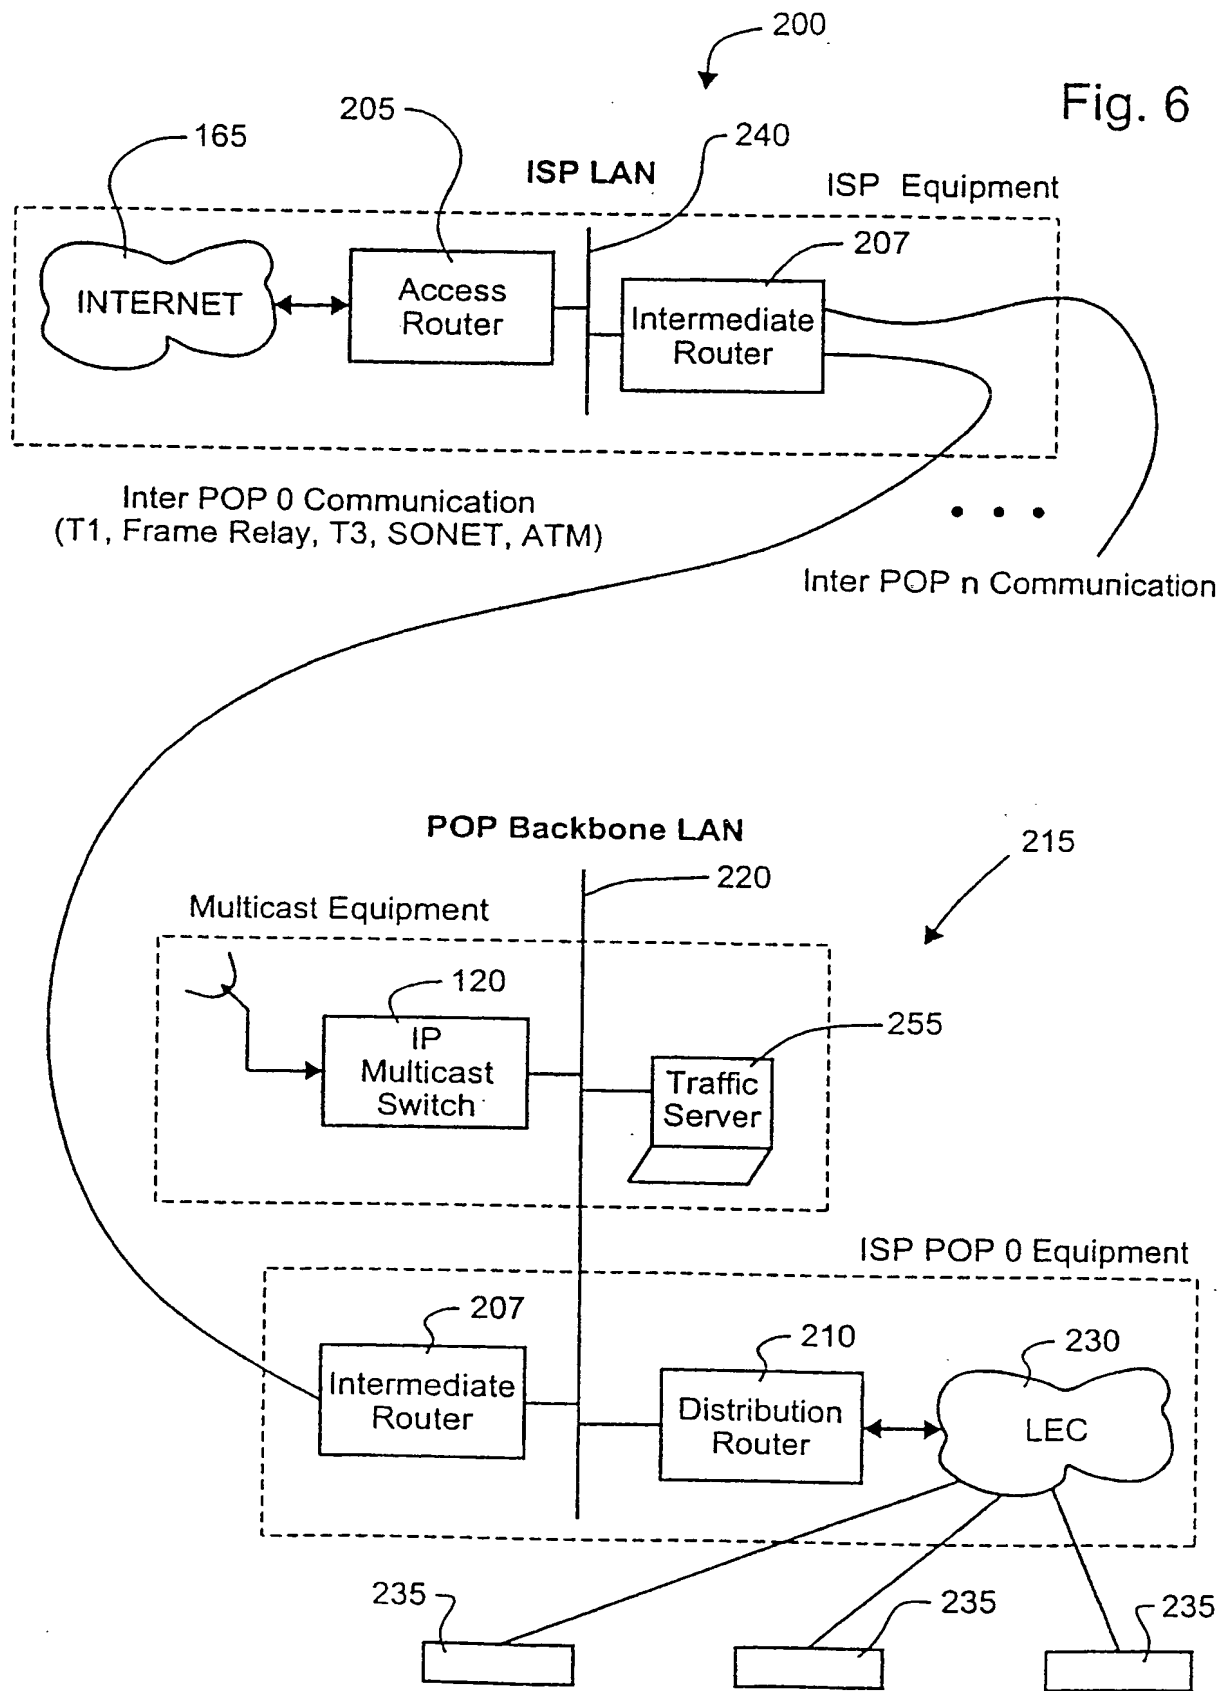 200
Fig. 6
205
165
240
ISP LAN
ISP Equipment
207
INTERNET
Access
Router
Intermediate
Router
Inter POP 0 Communication
(T1, Frame Relay, T3, SONET, ATM)
• • •
Inter POP n Communication
POP Backbone LAN
215
220
Multicast Equipment
120
255
IP
Multicast
Switch
Traffic
Server
ISP POP 0 Equipment
207
210
230
Intermediate
Router
Distribution
Router
LEC
235
235
235